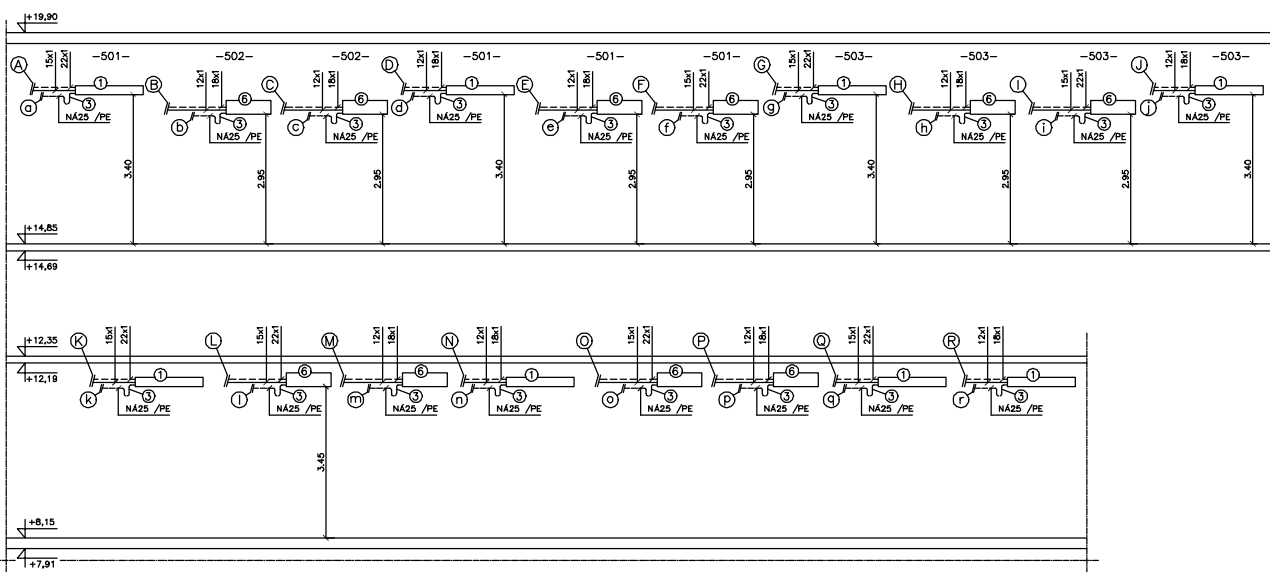 +19,90
-501- -502- -502- -501- -501- -501- -503- -503- -503- -503-
A 15x1 22x1 1 a 3 NÁ25 /PE 3.40
B 12x1 18x1 6 b 3 NÁ25 /PE 2.95
C 12x1 18x1 6 c 3 NÁ25 /PE 2.95
D 12x1 18x1 1 d 3 NÁ25 /PE 3.40
E 12x1 18x1 6 e 3 NÁ25 /PE 2.95
F 15x1 22x1 6 f 3 NÁ25 /PE 2.95
G 15x1 22x1 1 g 3 NÁ25 /PE 3.40
H 12x1 18x1 6 h 3 NÁ25 /PE 2.95
I 15x1 22x1 6 i 3 NÁ25 /PE 2.95
J 12x1 18x1 1 j 3 NÁ25 /PE 3.40
+14,85
+14,69
+12,35
+12,19
K 15x1 22x1 1 k 3 NÁ25 /PE
L 15x1 22x1 6 l 3 NÁ25 /PE 3.45
M 12x1 18x1 6 m 3 NÁ25 /PE
N 12x1 18x1 1 n 3 NÁ25 /PE
O 15x1 22x1 6 o 3 NÁ25 /PE
P 12x1 18x1 6 p 3 NÁ25 /PE
Q 15x1 22x1 1 q 3 NÁ25 /PE
R 12x1 18x1 1 r 3 NÁ25 /PE
+8,15
+7,91